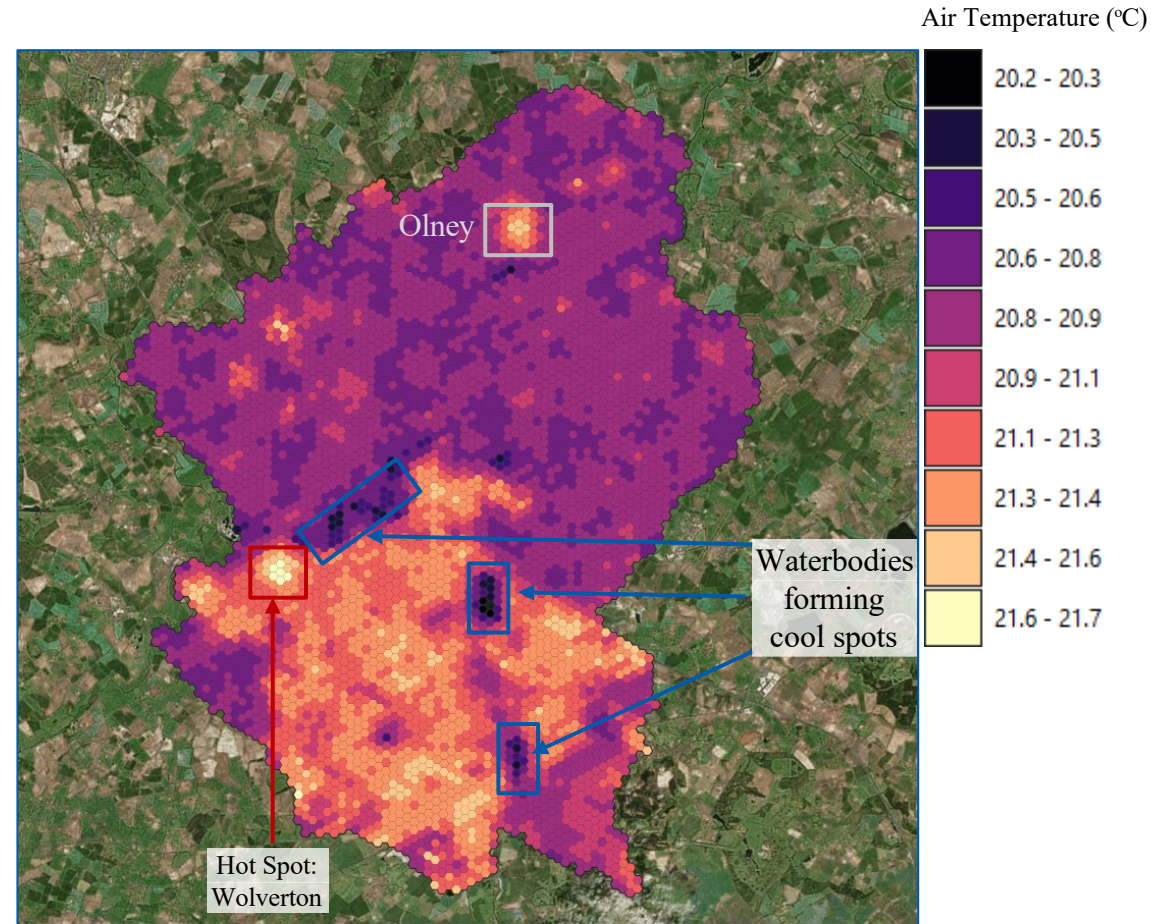 Air Temperature (°C)
20.2 - 20.3
20.3 - 20.5
20.5 - 20.6
20.6 - 20.8
20.8 - 20.9
20.9 - 21.1
21.1 - 21.3
21.3 - 21.4
21.4 - 21.6
21.6 - 21.7
Olney
Waterbodies
forming
cool spots
Hot Spot:
Wolverton